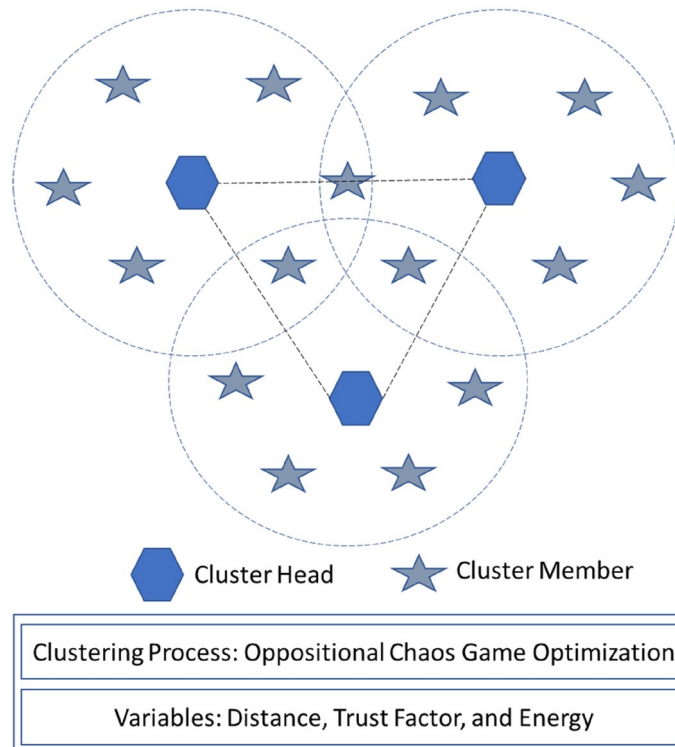 Cluster Head
Cluster Member
Clustering Process: Oppositional Chaos Game Optimization
Variables: Distance, Trust Factor, and Energy